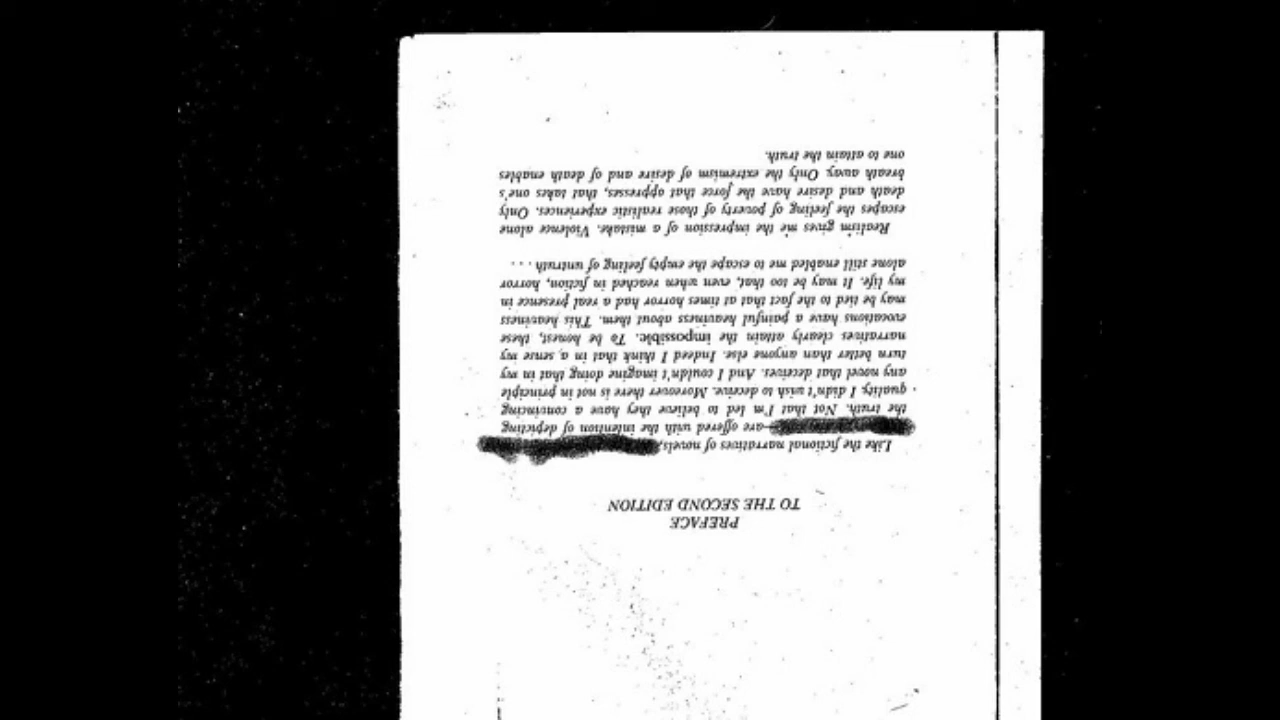 PREFACE
TO THE SECOND EDITION
Like the fictional narratives of novels,
—are offered with the intention of depicting
the truth. Not that I'm led to believe they have a convincing
quality. I didn't wish to deceive. Moreover there is not in principle
any novel that deceives. And I couldn't imagine doing that in my
turn better than anyone else. Indeed I think that in a sense my
narratives clearly attain the impossible. To be honest, these
evocations have a painful heaviness about them. This heaviness
may be tied to the fact that at times horror had a real presence in
my life. It may be too that, even when reached in fiction, horror
alone still enabled me to escape the empty feeling of untruth . . .
Realism gives me the impression of a mistake. Violence alone
escapes the feeling of poverty of those realistic experiences. Only
death and desire have the force that oppresses, that takes one's
breath away. Only the extremism of desire and of death enables
one to attain the truth.